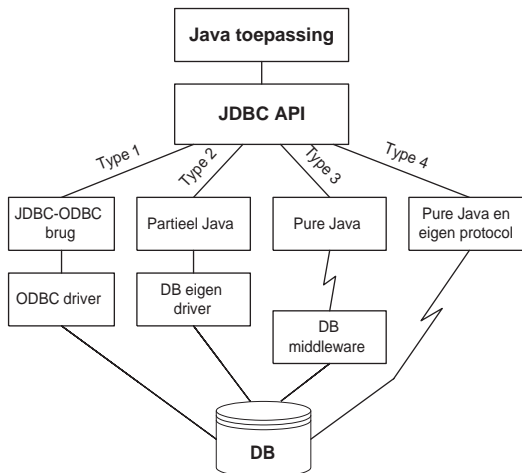 Java toepassing
JDBC API
Type 1
Type 2
Type 3
Type 4
JDBC-ODBC
brug
Partieel Java
Pure Java
Pure Java en
eigen protocol
ODBC driver
DB eigen
driver
DB
middleware
DB